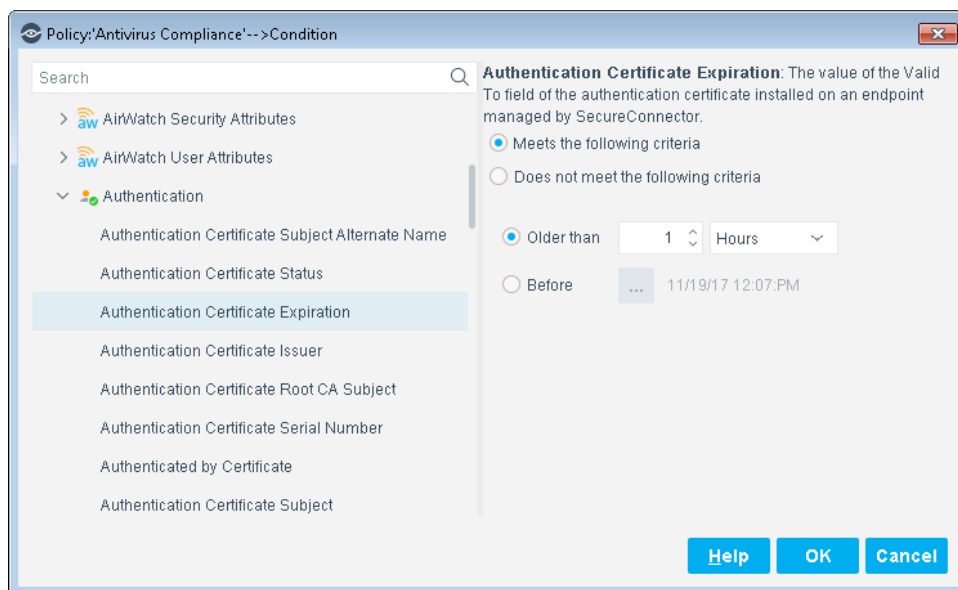 Policy:'Antivirus Compliance'-->Condition
Search
aw AirWatch Security Attributes
aw AirWatch User Attributes
Authentication
Authentication Certificate Subject Alternate Name
Authentication Certificate Status
Authentication Certificate Expiration
Authentication Certificate Issuer
Authentication Certificate Root CA Subject
Authentication Certificate Serial Number
Authenticated by Certificate
Authentication Certificate Subject
Authentication Certificate Expiration: The value of the Valid
To field of the authentication certificate installed on an endpoint
managed by SecureConnector.
Meets the following criteria
Does not meet the following criteria
Older than 1 Hours
Before ... 11/19/17 12:07:PM
Help OK Cancel